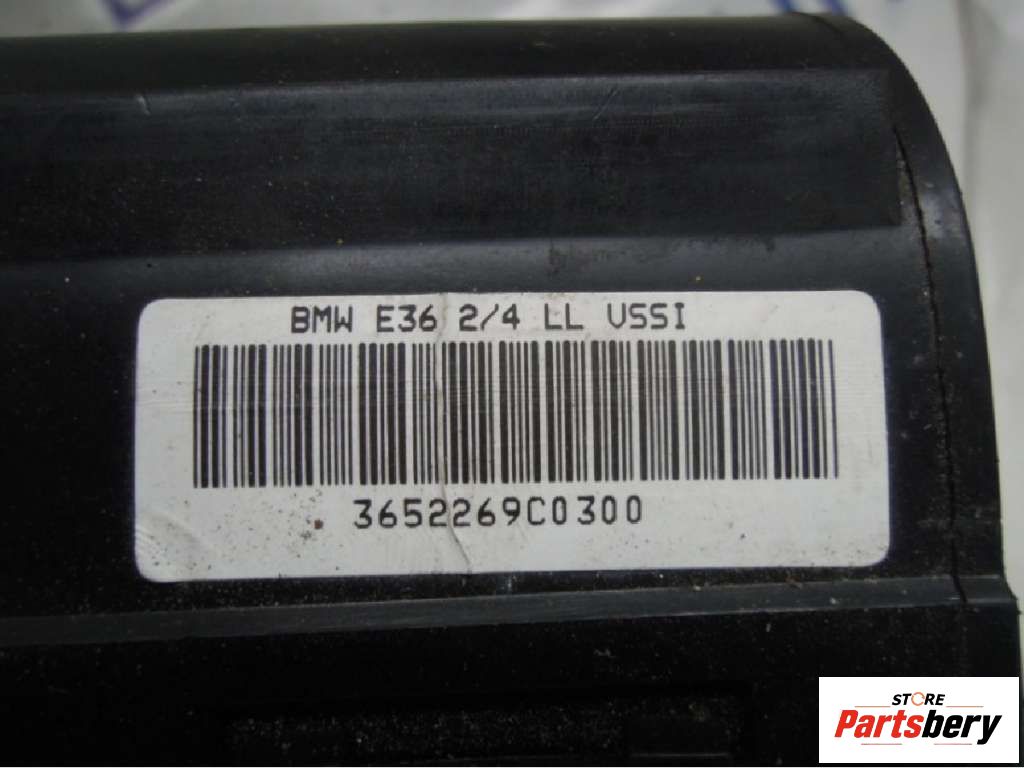 BMW E36 2/4 LL VSSI
3652269C0300
STORE
Partsbery